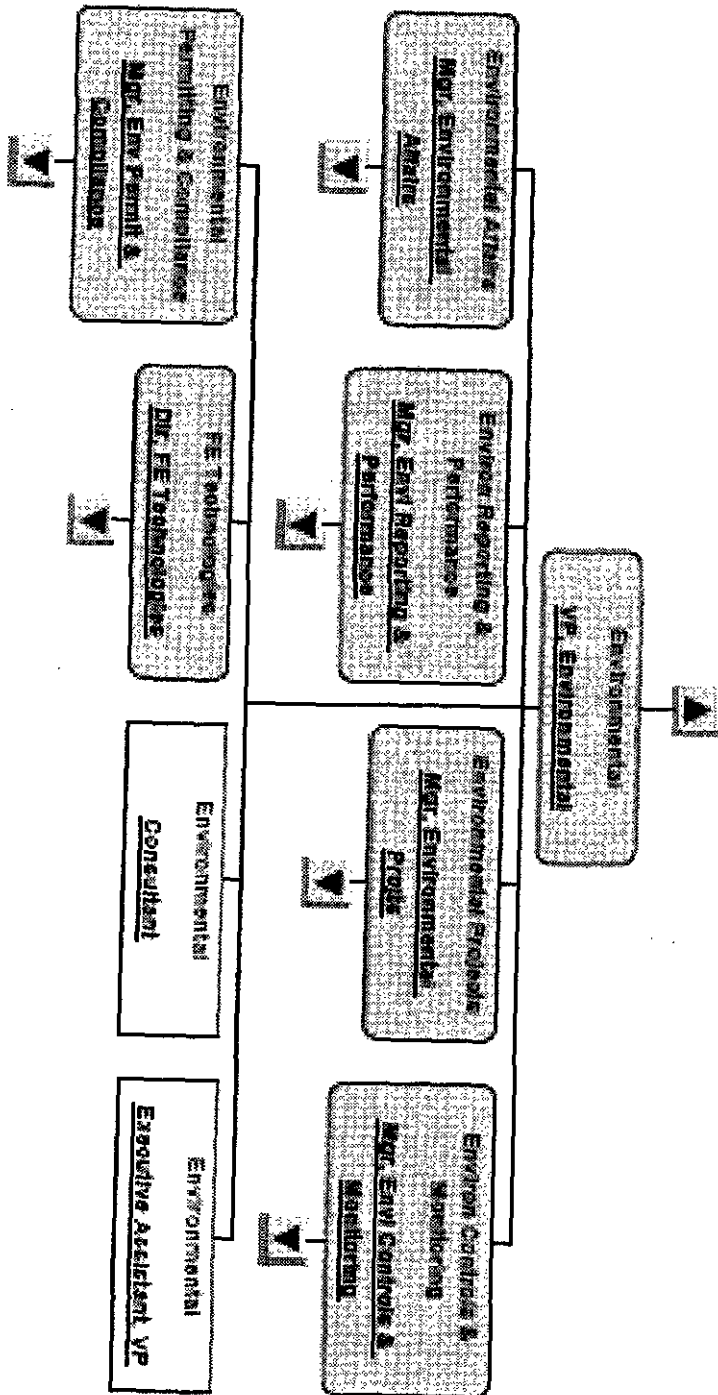 Environmental
VP, Environmental
Environmental Affairs
Mgr, Environmental
Affairs
Environ Reporting &
Performance
Mgr, Envl Reporting &
Performance
Environmental Projects
Mgr, Environmental
Environ Controls &
Monitoring
Mgr, Envl Controls &
Monitoring
Environmental
Permitting & Compliance
Mgr, Env Permit &
Compliance
FE Technologies
Dir, FE Technologies
Environmental
Consultant
Environmental
Executive Assistant, VP